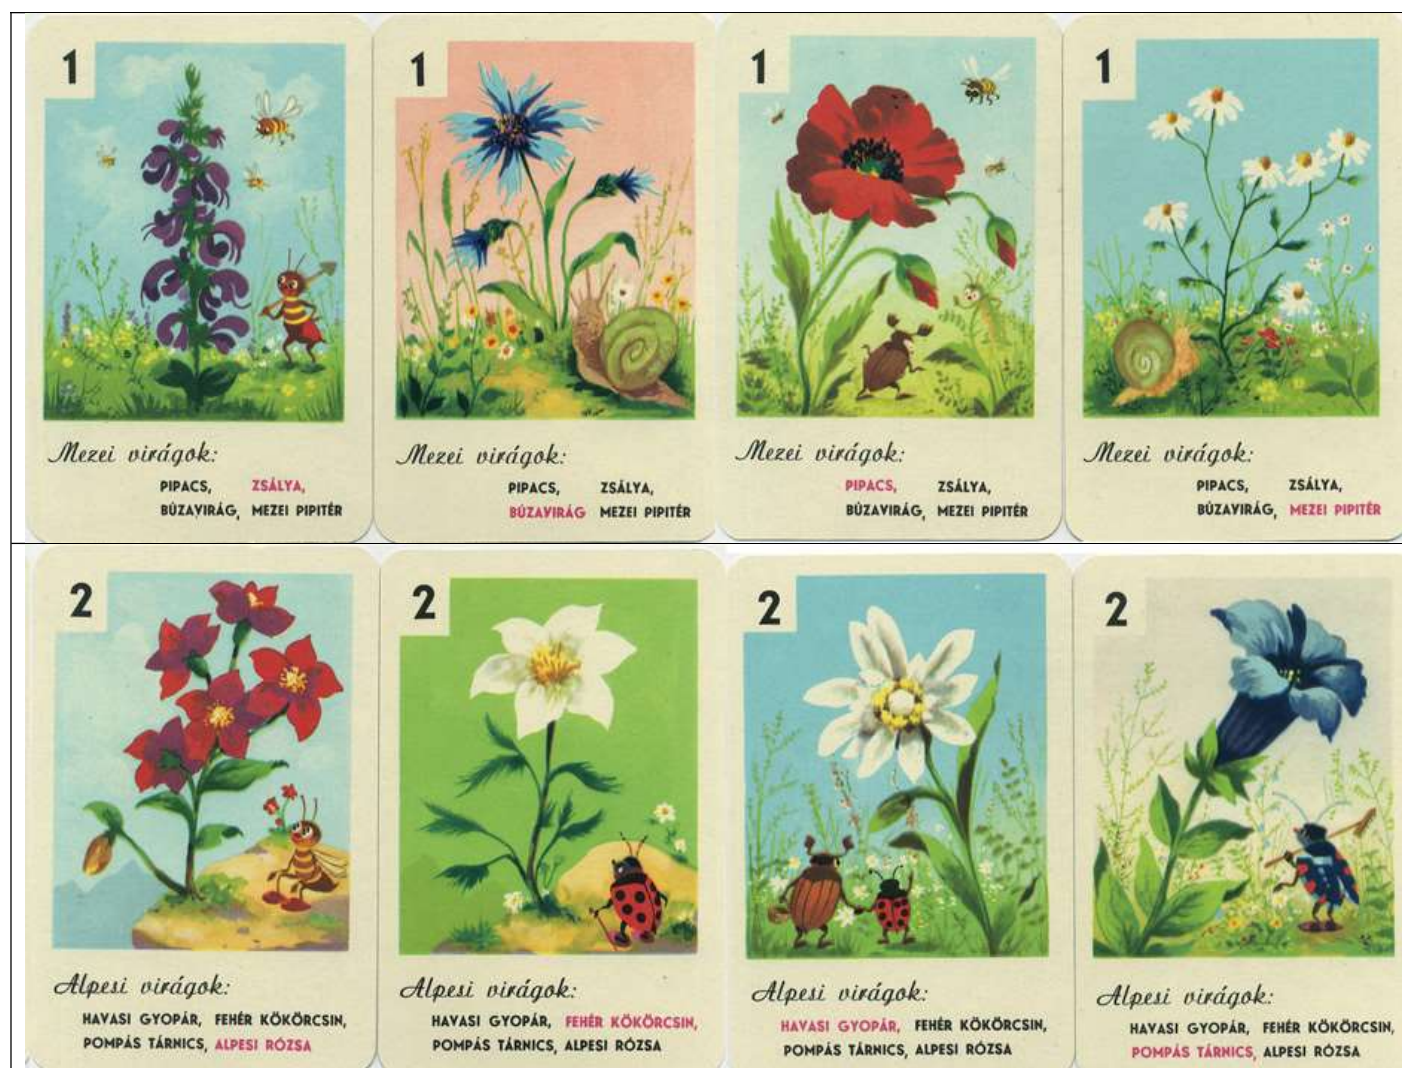 1
Mezei virágok:
PIPACS, ZSÁLYA,
BÚZAVIRÁG, MEZEI PIPITÉR
1
Mezei virágok:
PIPACS, ZSÁLYA,
BÚZAVIRÁG MEZEI PIPITÉR
1
Mezei virágok:
PIPACS, ZSÁLYA,
BÚZAVIRÁG, MEZEI PIPITÉR
1
Mezei virágok:
PIPACS, ZSÁLYA,
BÚZAVIRÁG, MEZEI PIPITÉR
2
Alpesi virágok:
HAVASI GYOPÁR, FEHÉR KÖKÖRCSIN,
POMPÁS TÁRNICS, ALPESI RÓZSA
2
Alpesi virágok:
HAVASI GYOPÁR, FEHÉR KÖKÖRCSIN,
POMPÁS TÁRNICS, ALPESI RÓZSA
2
Alpesi virágok:
HAVASI GYOPÁR, FEHÉR KÖKÖRCSIN,
POMPÁS TÁRNICS, ALPESI RÓZSA
2
Alpesi virágok:
HAVASI GYOPÁR, FEHÉR KÖKÖRCSIN,
POMPÁS TÁRNICS, ALPESI RÓZSA